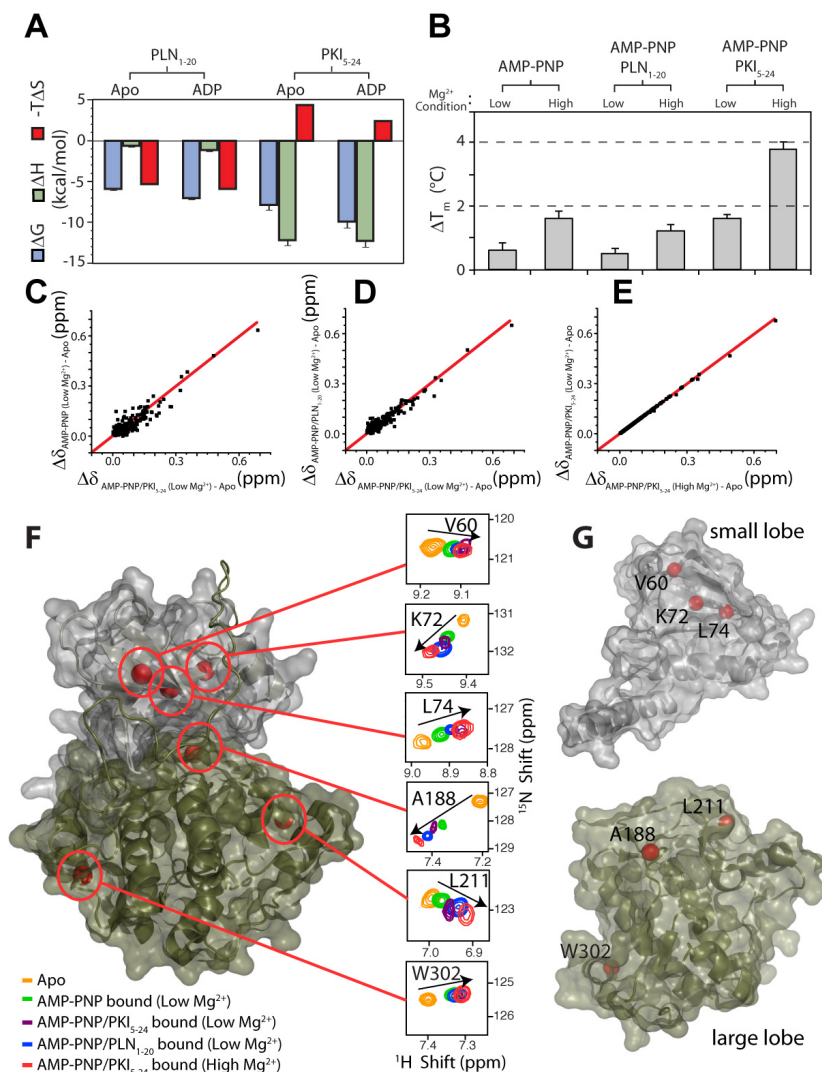 A
PLN1-20
PKI5-24
Apo ADP Apo ADP
-TΔS
ΔH
ΔG
(kcal/mol)
5
0
-5
-10
-15
B
AMP-PNP
AMP-PNP PLN1-20
AMP-PNP PKI5-24
Mg2+ Condition :
Low High Low High Low High
ΔTm (°C)
4
2
0
C
ΔδAMP-PNP (Low Mg2+) - Apo (ppm)
0.6
0.3
0.0
0.0 0.3 0.6
ΔδAMP-PNP/PKI5-24 (Low Mg2+) - Apo (ppm)
D
ΔδAMP-PNP/PLN1-20 (Low Mg2+) - Apo (ppm)
0.6
0.3
0.0
0.0 0.3 0.6
ΔδAMP-PNP/PKI5-24 (Low Mg2+) - Apo (ppm)
E
ΔδAMP-PNP/PKI5-24 (Low Mg2+) - Apo (ppm)
0.6
0.3
0.0
0.0 0.3 0.6
ΔδAMP-PNP/PKI5-24 (High Mg2+) - Apo (ppm)
F
V60
120
121
9.2 9.1
K72
131
132
9.5 9.4
L74
127
128
9.0 8.9 8.8
A188
127
128
129
7.4 7.2
L211
123
7.0 6.9
W302
125
126
7.4 7.3
15N Shift (ppm)
1H Shift (ppm)
Apo
AMP-PNP bound (Low Mg2+)
AMP-PNP/PKI5-24 bound (Low Mg2+)
AMP-PNP/PLN1-20 bound (Low Mg2+)
AMP-PNP/PKI5-24 bound (High Mg2+)
G
small lobe
V60
K72
L74
L211
A188
W302
large lobe